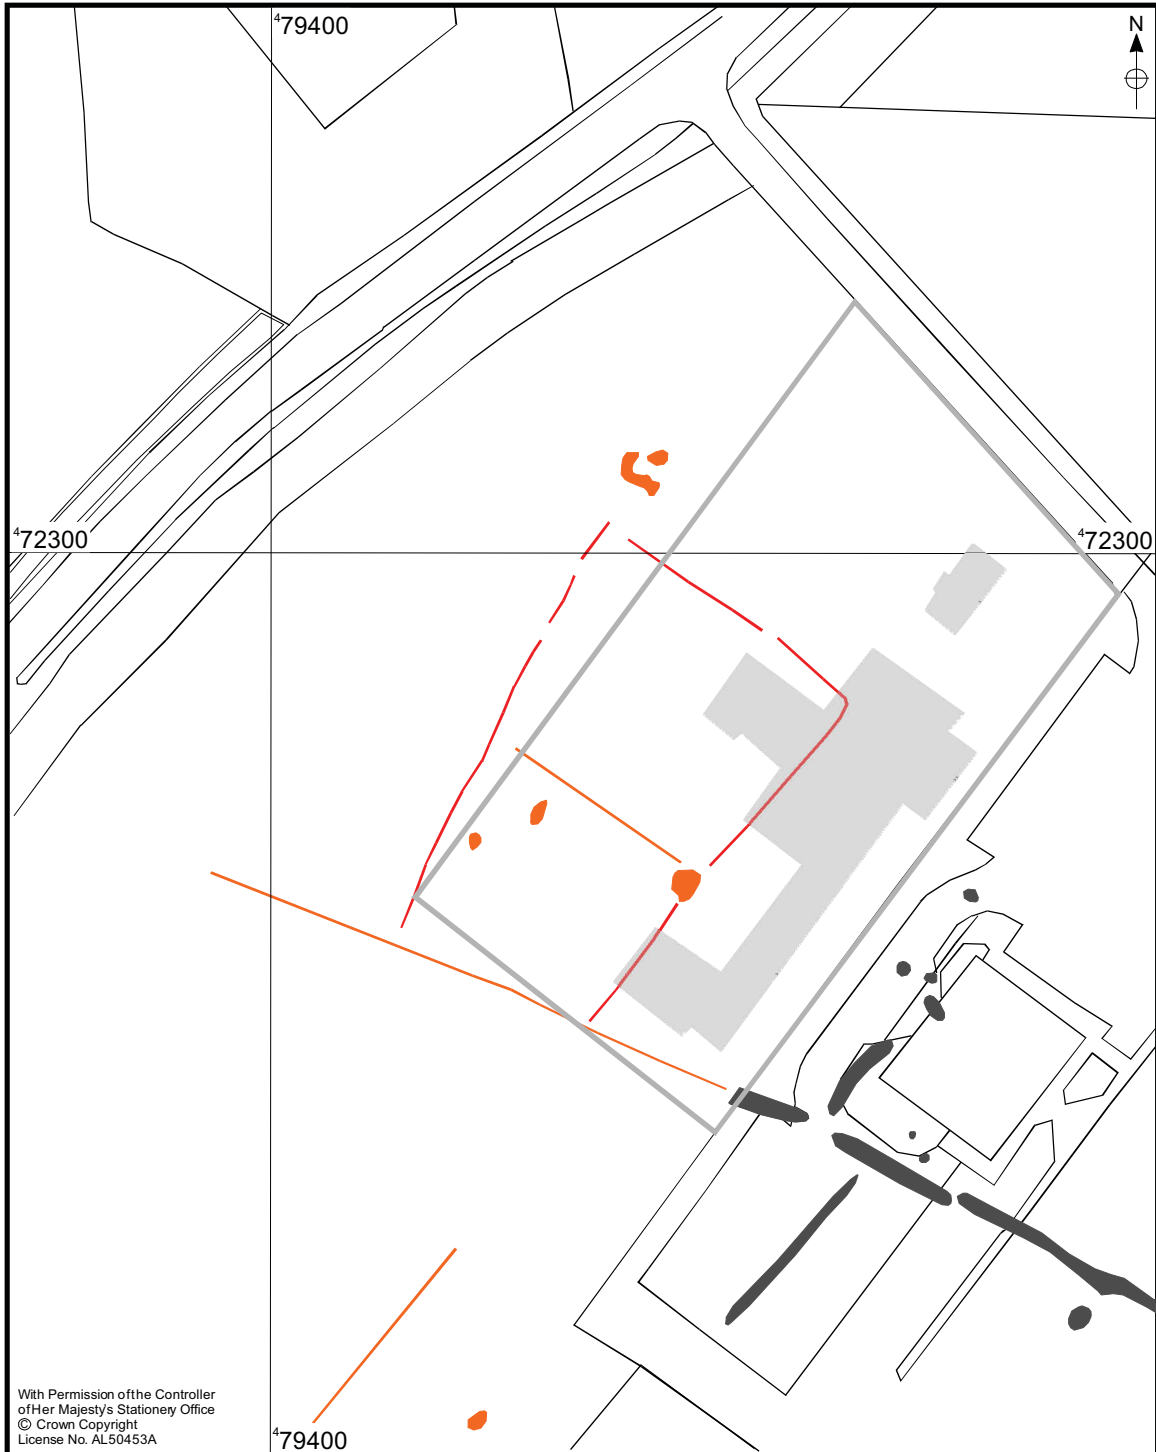 ⁴79400
N
⁴72300
⁴72300
With Permission of the Controller
of Her Majesty's Stationery Office
© Crown Copyright
License No. AL50453A
⁴79400